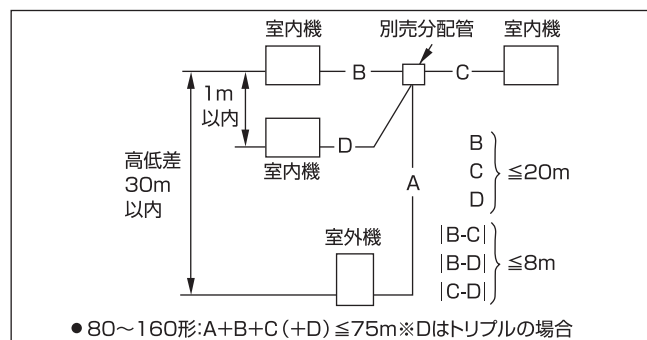 室内機
別売分配管
室内機
B
C
1m
以内
高低差
30m
以内
D
室内機
A
B
C
D
≦20m
|B-C|
|B-D|
|C-D|
≦8m
室外機
●80～160形:A+B+C(+D)≦75m※Dはトリプルの場合